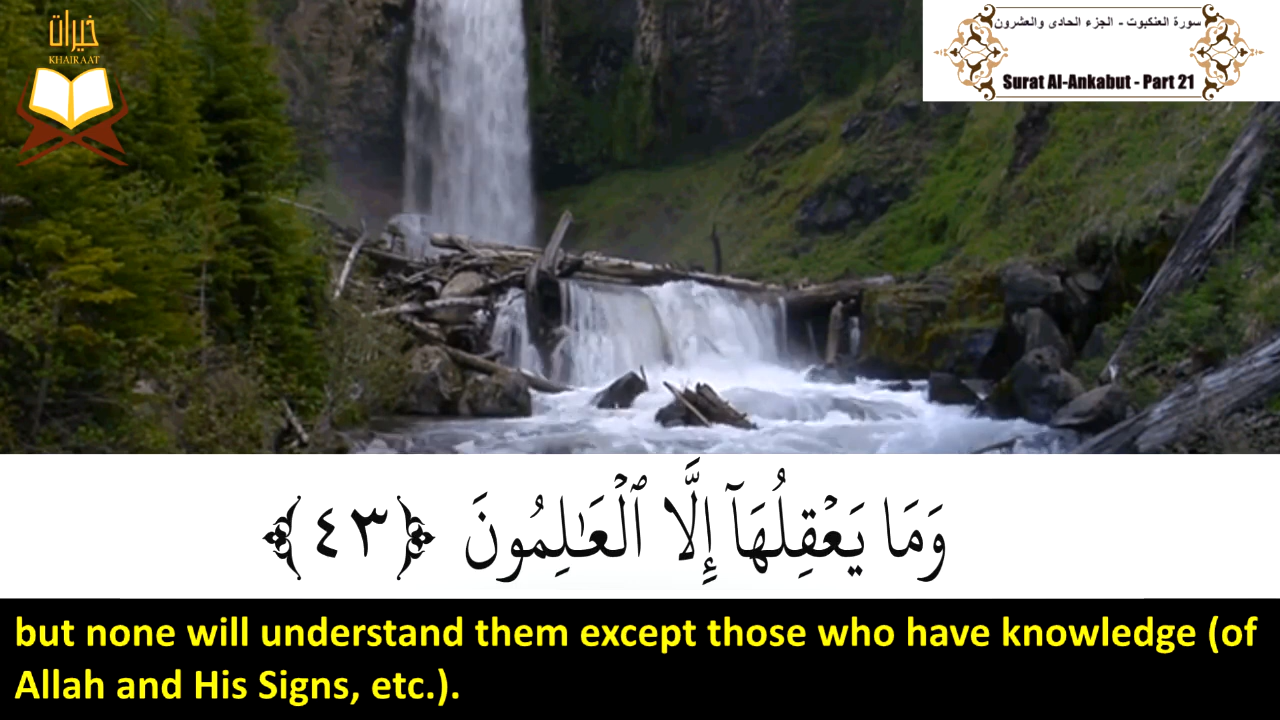 خيرات
KHAIRAAT
سورة العنكبوت - الجزء الحادى والعشرون
Surat Al-Ankabut - Part 21
وَمَا يَعْقِلُهَآ إِلَّا ٱلْعَـٰلِمُونَ ﴿٤٣﴾
but none will understand them except those who have knowledge (of
Allah and His Signs, etc.).